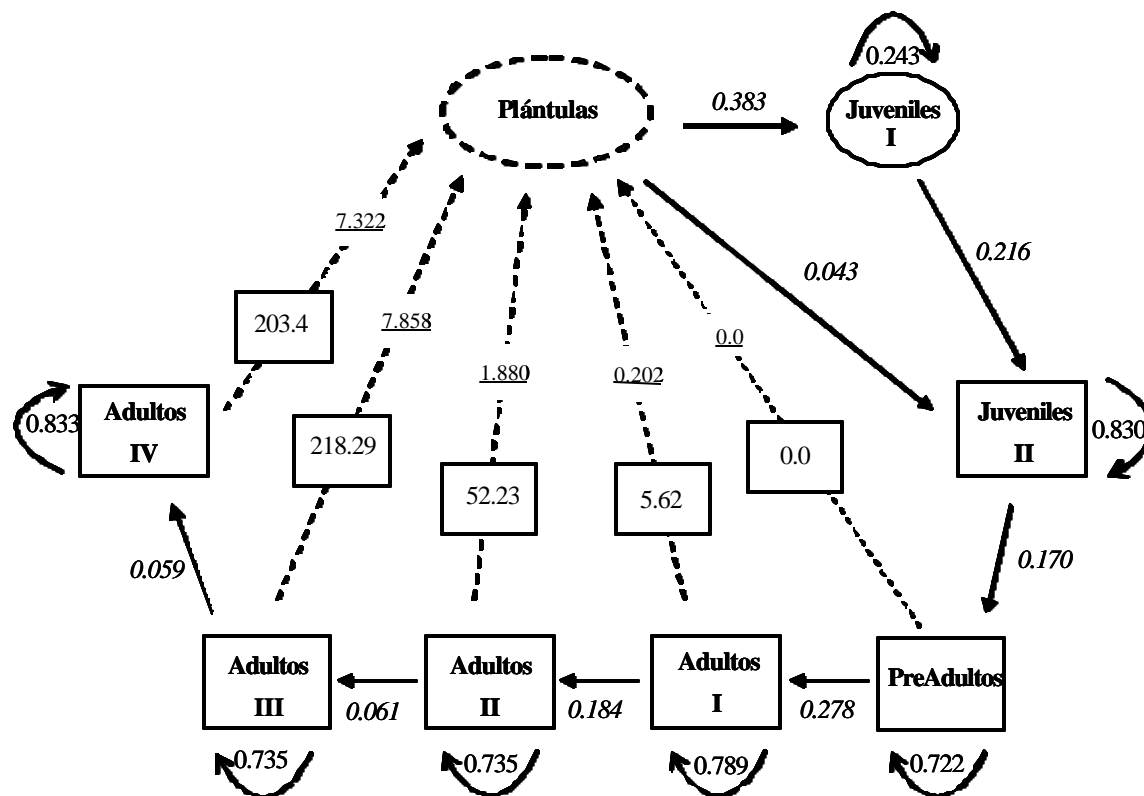 0.243
Plántulas
0.383
Juveniles
I
7.322
0.216
0.043
203.4
7.858
0.0
1.880
0.202
Adultos
IV
0.833
Juveniles
II
0.830
218.29
0.0
52.23
5.62
0.059
0.170
Adultos
III
Adultos
II
Adultos
I
PreAdultos
0.061
0.184
0.278
0.735
0.735
0.789
0.722